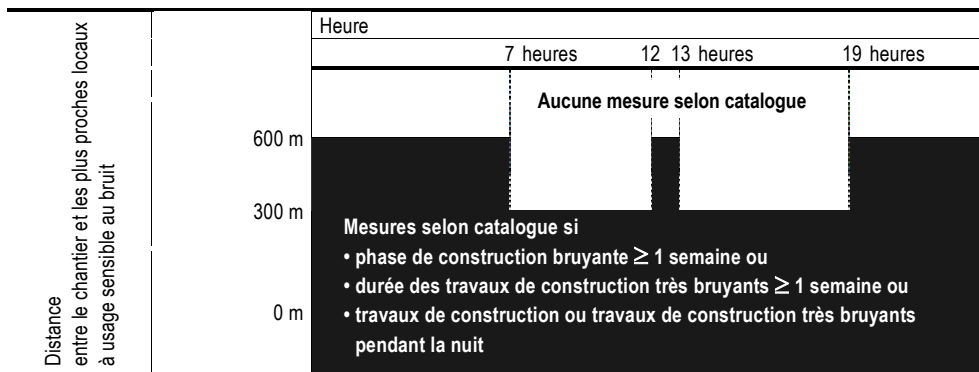 Heure
7 heures 12 13 heures 19 heures
Distance
entre le chantier et les plus proches locaux
à usage sensible au bruit
Aucune mesure selon catalogue
600 m
300 m
0 m
Mesures selon catalogue si
• phase de construction bruyante ≥ 1 semaine ou
• durée des travaux de construction très bruyants ≥ 1 semaine ou
• travaux de construction ou travaux de construction très bruyants
pendant la nuit